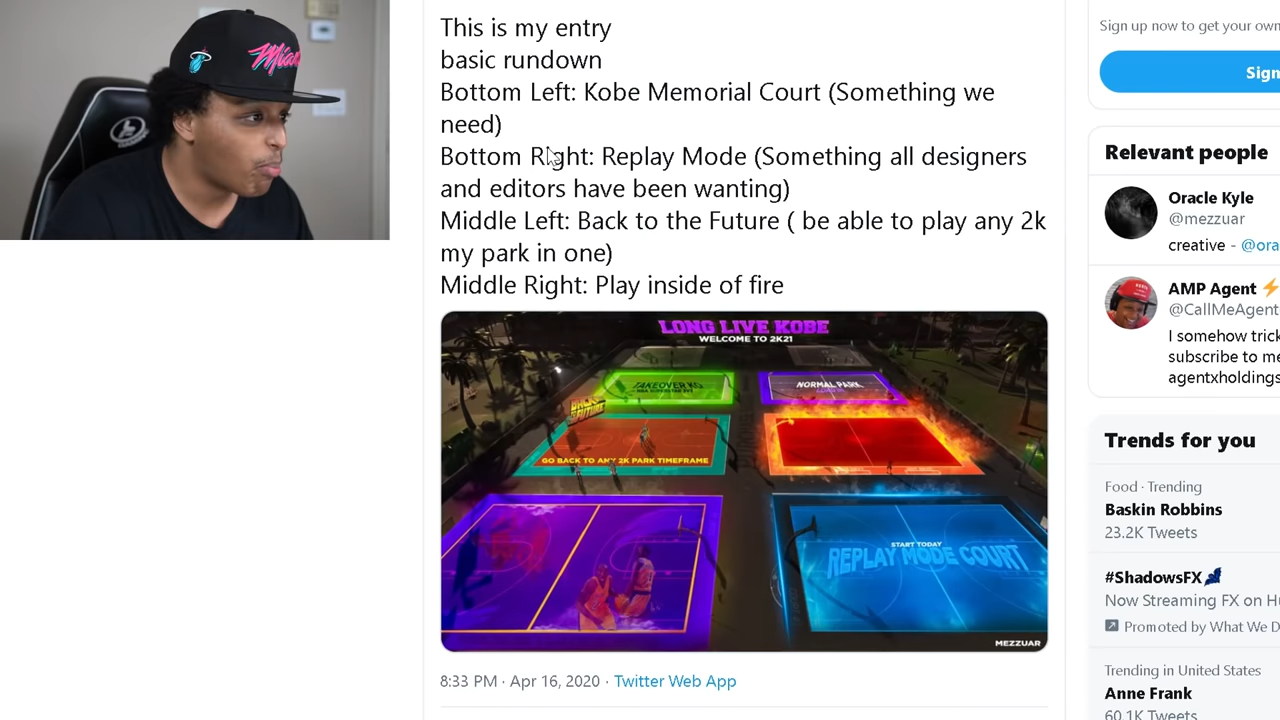 Miami
This is my entry
basic rundown
Bottom Left: Kobe Memorial Court (Something we
need)
Bottom Right: Replay Mode (Something all designers
and editors have been wanting)
Middle Left: Back to the Future ( be able to play any 2k
my park in one)
Middle Right: Play inside of fire
LONG LIVE KOBE
WELCOME TO 2K21
TAKEOVER KO
NORMAL PARK
BACK TO THE FUTURE
GO BACK TO ANY 2K PARK TIMEFRAME
START TODAY
REPLAY MODE COURT
MEZZUAR
8:33 PM · Apr 16, 2020 · Twitter Web App
Sign up now to get your own
Sign
Relevant people
Oracle Kyle
@mezzuar
creative - @ora
AMP Agent
@CallMeAgent
I somehow trick
subscribe to me
agentxholdings
Trends for you
Food · Trending
Baskin Robbins
23.2K Tweets
#ShadowsFX
Now Streaming FX on H
Promoted by What We D
Trending in United States
Anne Frank
60.1K Tweets